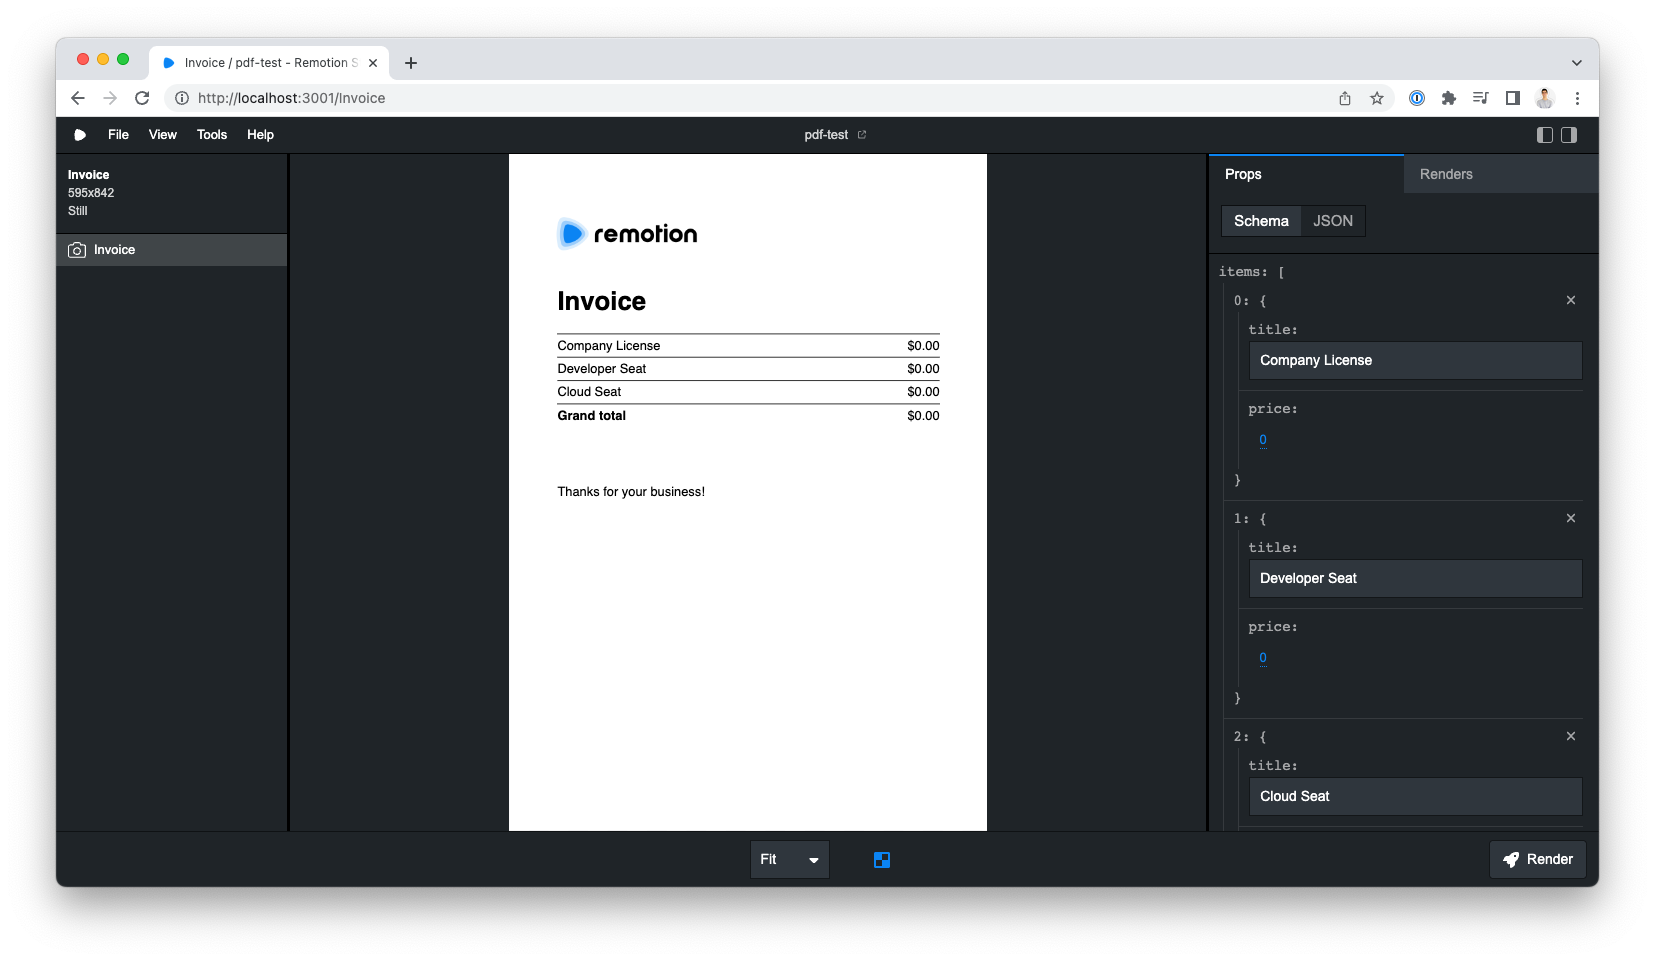 Invoice / pdf-test - Remotion S
http://localhost:3001/Invoice
File View Tools Help
pdf-test
Invoice
595x842
Still
Invoice
remotion
Invoice
Company License $0.00
Developer Seat $0.00
Cloud Seat $0.00
Grand total $0.00
Thanks for your business!
Props Renders
Schema JSON
items: [
0: {
title:
Company License
price:
0
}
1: {
title:
Developer Seat
price:
0
}
2: {
title:
Cloud Seat
Fit
Render